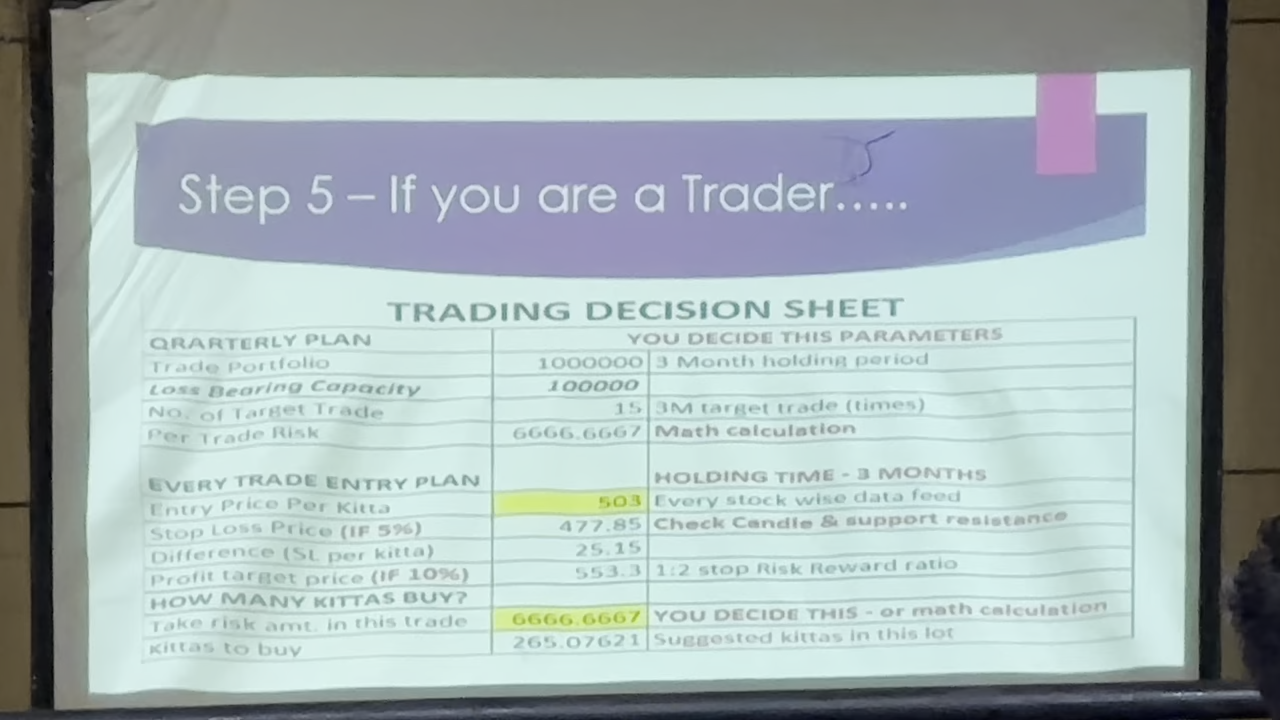 Step 5 – If you are a Trader.....
TRADING DECISION SHEET
QRARTERLY PLAN YOU DECIDE THIS PARAMETERS
Trade Portfolio 1000000 3 Month holding period
Loss Bearing Capacity 100000
No. of Target Trade 15 3M target trade (times)
Per Trade Risk 6666.6667 Math calculation
EVERY TRADE ENTRY PLAN HOLDING TIME - 3 MONTHS
Entry Price Per Kitta 503 Every stock wise data feed
Stop Loss Price (IF 5%) 477.85 Check Candle & support resistance
Difference (SL per kitta) 25.15
Profit target price (IF 10%) 553.3 1:2 stop Risk Reward ratio
HOW MANY KITTAS BUY?
Take risk amt. in this trade 6666.6667 YOU DECIDE THIS - or math calculation
Kittas to buy 265.07621 Suggested kittas in this lot